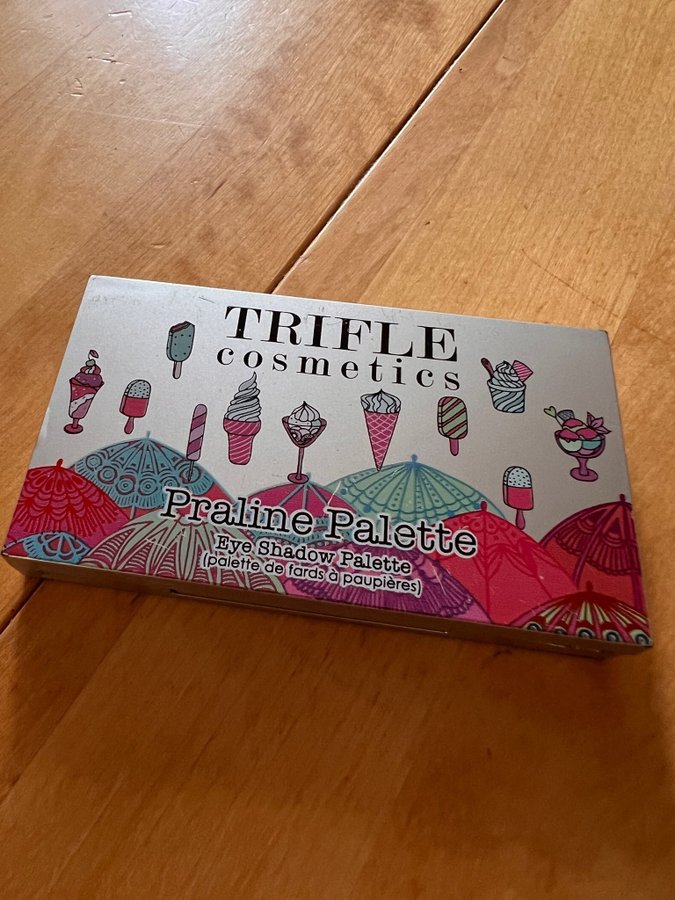 TRIFLE
cosmetics
Praline Palette
Eye Shadow Palette
(palette de fards à paupières)